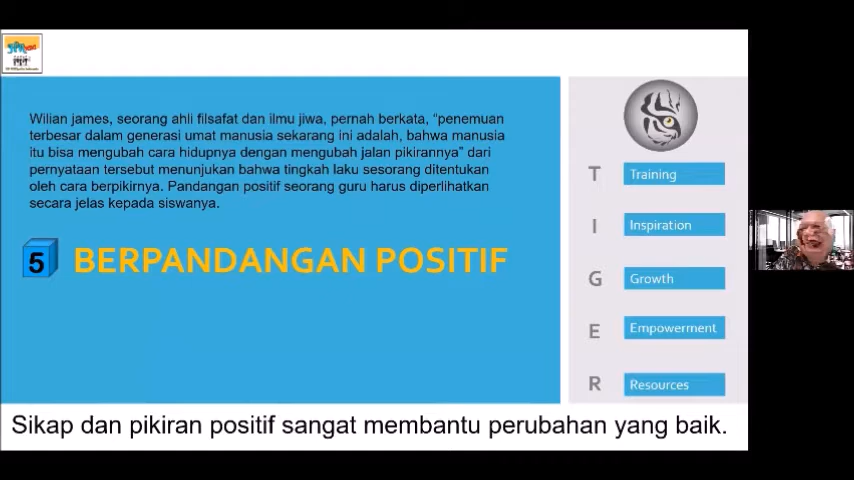 Wilian james, seorang ahli filsafat dan ilmu jiwa, pernah berkata, “penemuan
terbesar dalam generasi umat manusia sekarang ini adalah, bahwa manusia
itu bisa mengubah cara hidupnya dengan mengubah jalan pikirannya” dari
pernyataan tersebut menunjukan bahwa tingkah laku sesorang ditentukan
oleh cara berpikirnya. Pandangan positif seorang guru harus diperlihatkan
secara jelas kepada siswanya.
5 BERPANDANGAN POSITIF
T Training
I Inspiration
G Growth
E Empowerment
R Resources
Sikap dan pikiran positif sangat membantu perubahan yang baik.